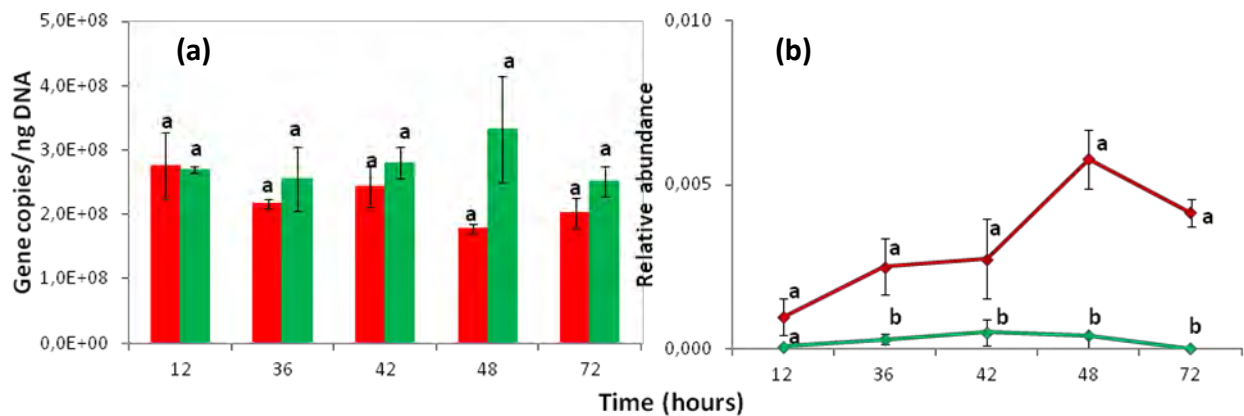 Gene copies/ng DNA
5,0E+08
4,0E+08
3,0E+08
2,0E+08
1,0E+08
0,0E+00
(a)
a a a a a a a a a a
12 36 42 48 72
Relative abundance
0,010
0,005
0,000
(b)
a a a a a
a b b b b
12 36 42 48 72
Time (hours)